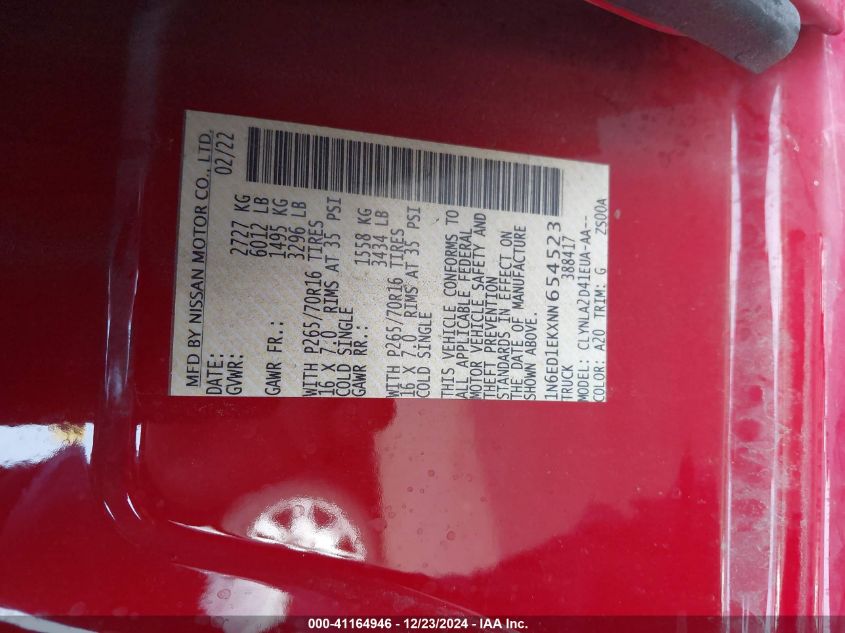 MFD BY NISSAN MOTOR CO., LTD.
DATE: 02/22
GVWR: 2727 KG
6012 LB
GAWR FR.: 1495 KG
3296 LB
WITH P265/70R16 TIRES
16 X 7.0 RIMS AT 35 PSI
COLD SINGLE
GAWR RR.: 1558 KG
3434 LB
WITH P265/70R16 TIRES
16 X 7.0 RIMS AT 35 PSI
COLD SINGLE
THIS VEHICLE CONFORMS TO
ALL APPLICABLE FEDERAL
MOTOR VEHICLE SAFETY AND
THEFT PREVENTION
STANDARDS IN EFFECT ON
THE DATE OF MANUFACTURE
SHOWN ABOVE.
1N6ED1EKXNN654523
TRUCK 388417
MODEL: CLYNLA2D41EUA-AA--
COLOR: A20 TRIM: G ZS00A
000-41164946 - 12/23/2024 - IAA Inc.